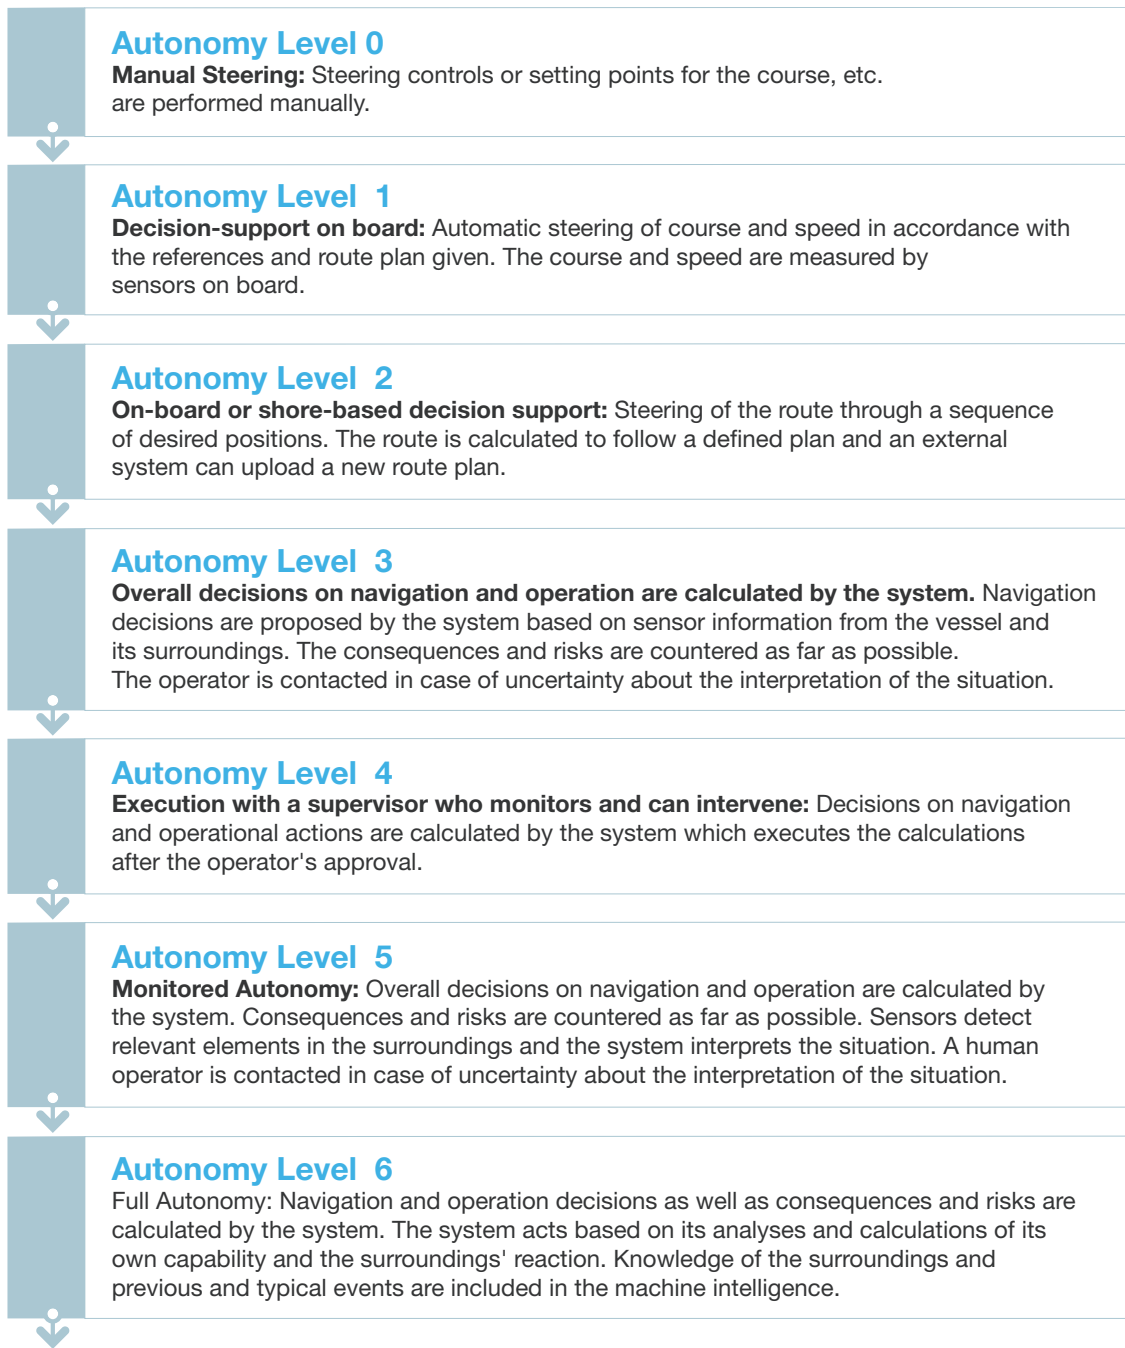 Autonomy Level 0
Manual Steering: Steering controls or setting points for the course, etc.
are performed manually.
Autonomy Level 1
Decision-support on board: Automatic steering of course and speed in accordance with
the references and route plan given. The course and speed are measured by
sensors on board.
Autonomy Level 2
On-board or shore-based decision support: Steering of the route through a sequence
of desired positions. The route is calculated to follow a defined plan and an external
system can upload a new route plan.
Autonomy Level 3
Overall decisions on navigation and operation are calculated by the system. Navigation
decisions are proposed by the system based on sensor information from the vessel and
its surroundings. The consequences and risks are countered as far as possible.
The operator is contacted in case of uncertainty about the interpretation of the situation.
Autonomy Level 4
Execution with a supervisor who monitors and can intervene: Decisions on navigation
and operational actions are calculated by the system which executes the calculations
after the operator's approval.
Autonomy Level 5
Monitored Autonomy: Overall decisions on navigation and operation are calculated by
the system. Consequences and risks are countered as far as possible. Sensors detect
relevant elements in the surroundings and the system interprets the situation. A human
operator is contacted in case of uncertainty about the interpretation of the situation.
Autonomy Level 6
Full Autonomy: Navigation and operation decisions as well as consequences and risks are
calculated by the system. The system acts based on its analyses and calculations of its
own capability and the surroundings' reaction. Knowledge of the surroundings and
previous and typical events are included in the machine intelligence.